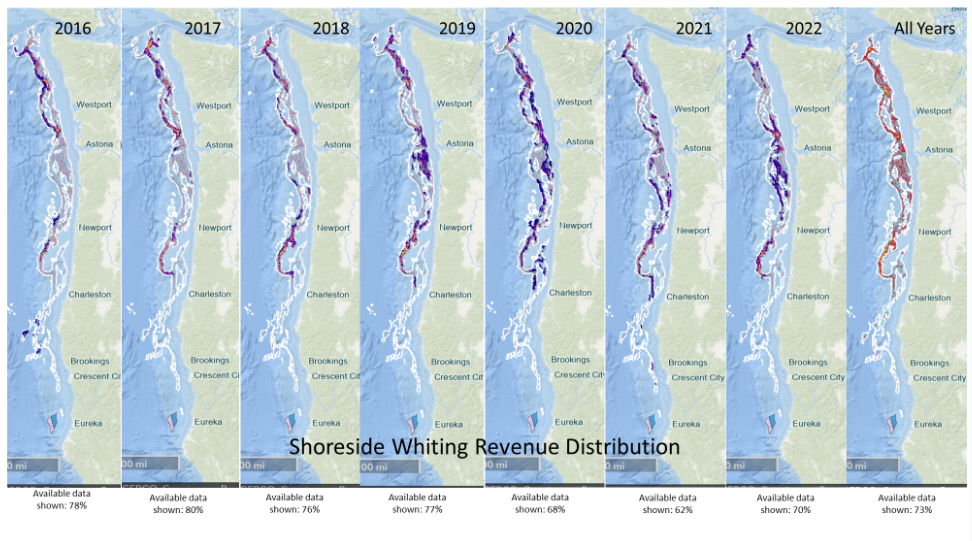 2016 2017 2018 2019 2020 2021 2022 All Years
Westport Westport Westport Westport Westport Westport Westport Westport
Astoria Astoria Astoria Astoria Astoria Astoria Astoria Astoria
Newport Newport Newport Newport Newport Newport Newport Newport
Charleston Charleston Charleston Charleston Charleston Charleston Charleston Charleston
Brookings Brookings Brookings Brookings Brookings Brookings Brookings Brookings
Crescent Cit Crescent Ci Crescent City Crescent City Crescent City Crescent City Crescent City Crescent City
Eureka Eureka Eureka Eureka Eureka Eureka Eureka Eureka
Shoreside Whiting Revenue Distribution
0 mi 00 mi 00 mi 00 mi 00 mi 00 mi 00 mi mi
Available data Available data Available data Available data Available data Available data Available data Available data
shown: 78% shown: 80% shown: 76% shown: 77% shown: 68% shown: 62% shown: 70% shown: 73%